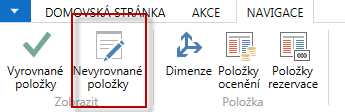 DOMOVSKÁ STRÁNKA AKCE NAVIGACE
Vyrovnané položky
Nevyrovnané položky
Dimenze
Položky ocenění
Položky rezervace
Zobrazit
Položka